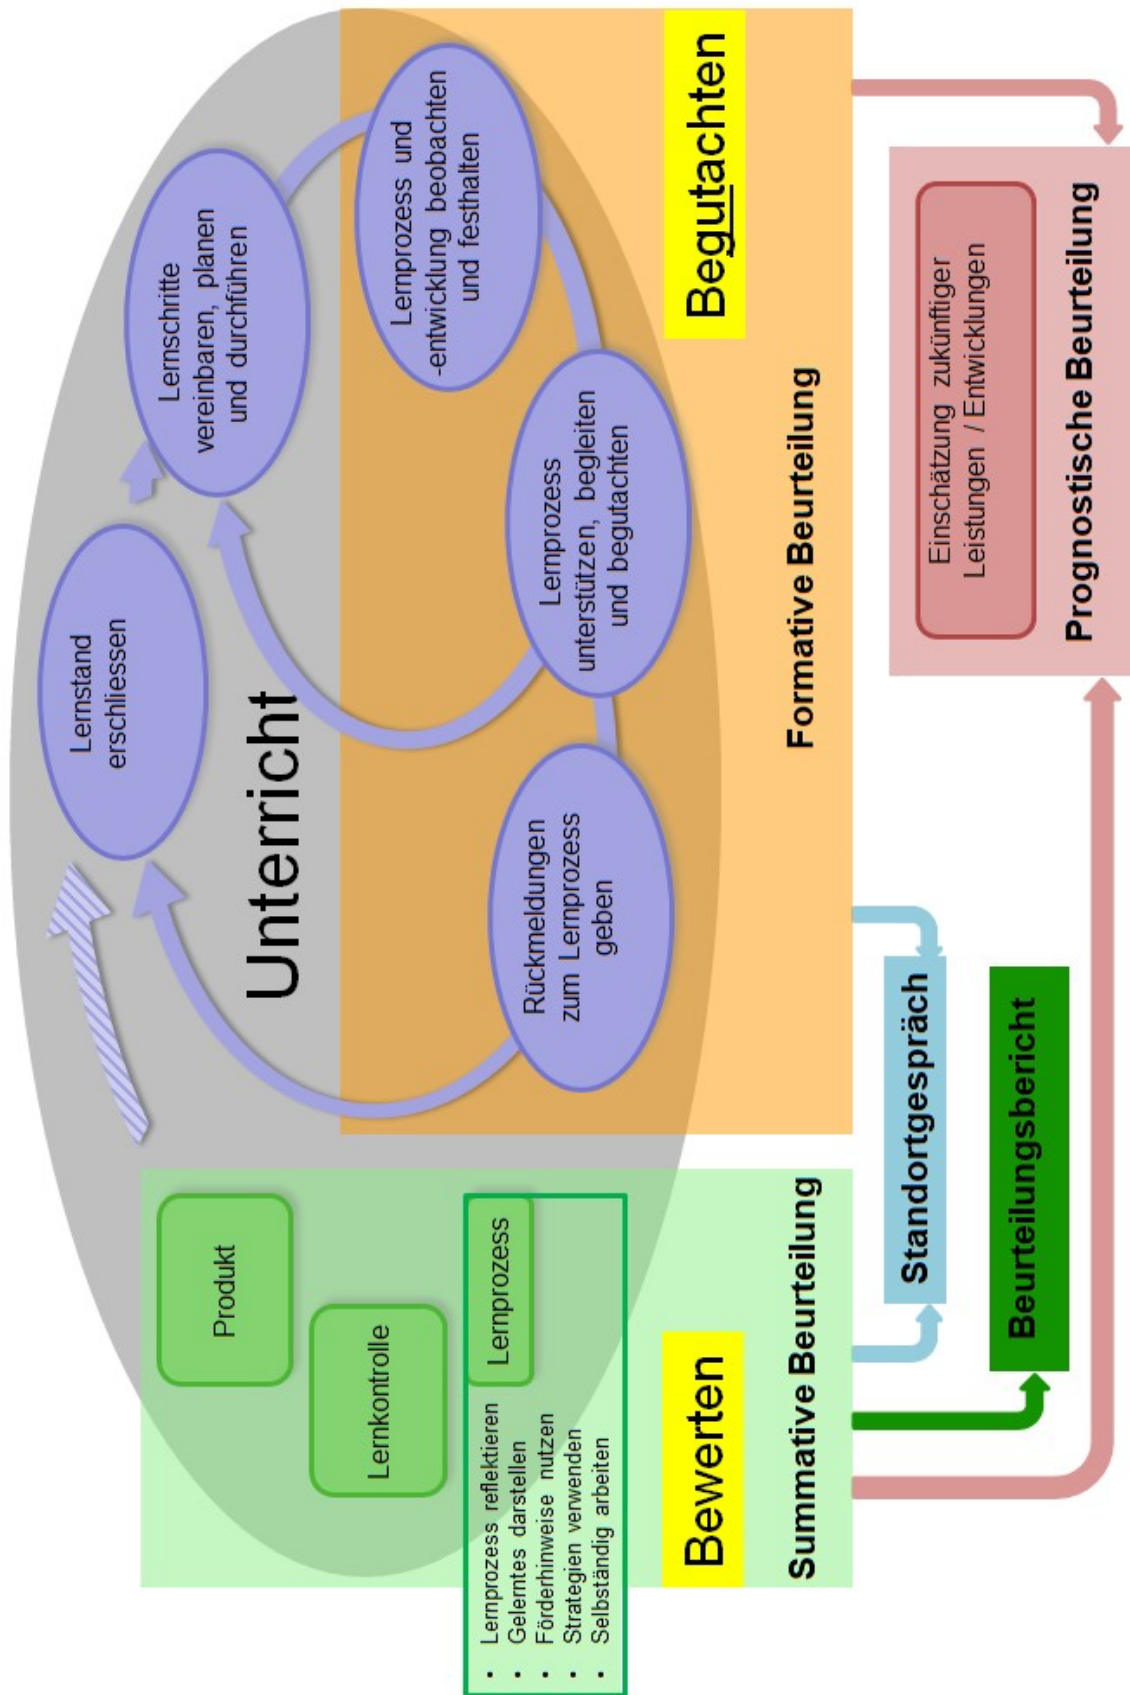 Produkt
Lernkontrolle
Lernprozess
• Lernprozess reflektieren
• Gelerntes darstellen
• Förderhinweise nutzen
• Strategien verwenden
• Selbständig arbeiten
Bewerten
Summative Beurteilung
Unterricht
Lernstand
erschliessen
Lernschritte
vereinbaren, planen
und durchführen
Lernprozess und
-entwicklung beobachten
und festhalten
Lernprozess
unterstützen, begleiten
und begutachten
Rückmeldungen
zum Lernprozess
geben
Begutachten
Formative Beurteilung
Standortgespräch
Beurteilungsbericht
Einschätzung zukünftiger
Leistungen / Entwicklungen
Prognostische Beurteilung